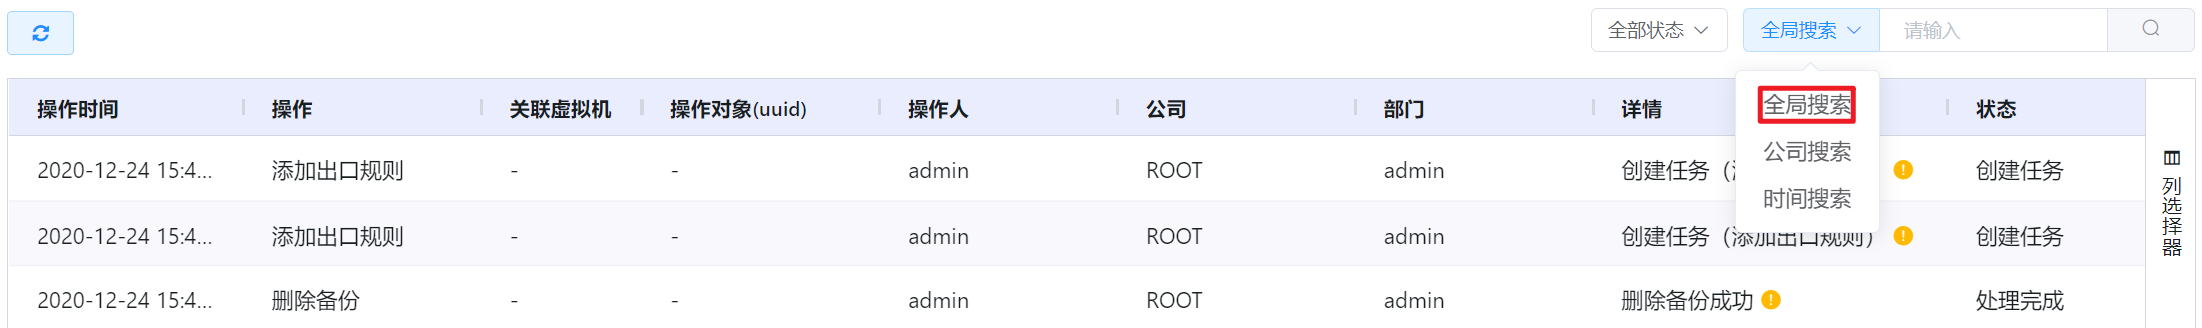 全部状态 全局搜索 请输入
全局搜索
公司搜索
时间搜索
操作时间 操作 关联虚拟机 操作对象(uuid) 操作人 公司 部门 详情 状态
2020-12-24 15:4... 添加出口规则 - - admin ROOT admin 创建任务 创建任务
2020-12-24 15:4... 添加出口规则 - - admin ROOT admin 创建任务（添加出口规则） 创建任务
2020-12-24 15:4... 删除备份 - - admin ROOT admin 删除备份成功 处理完成
列选择器